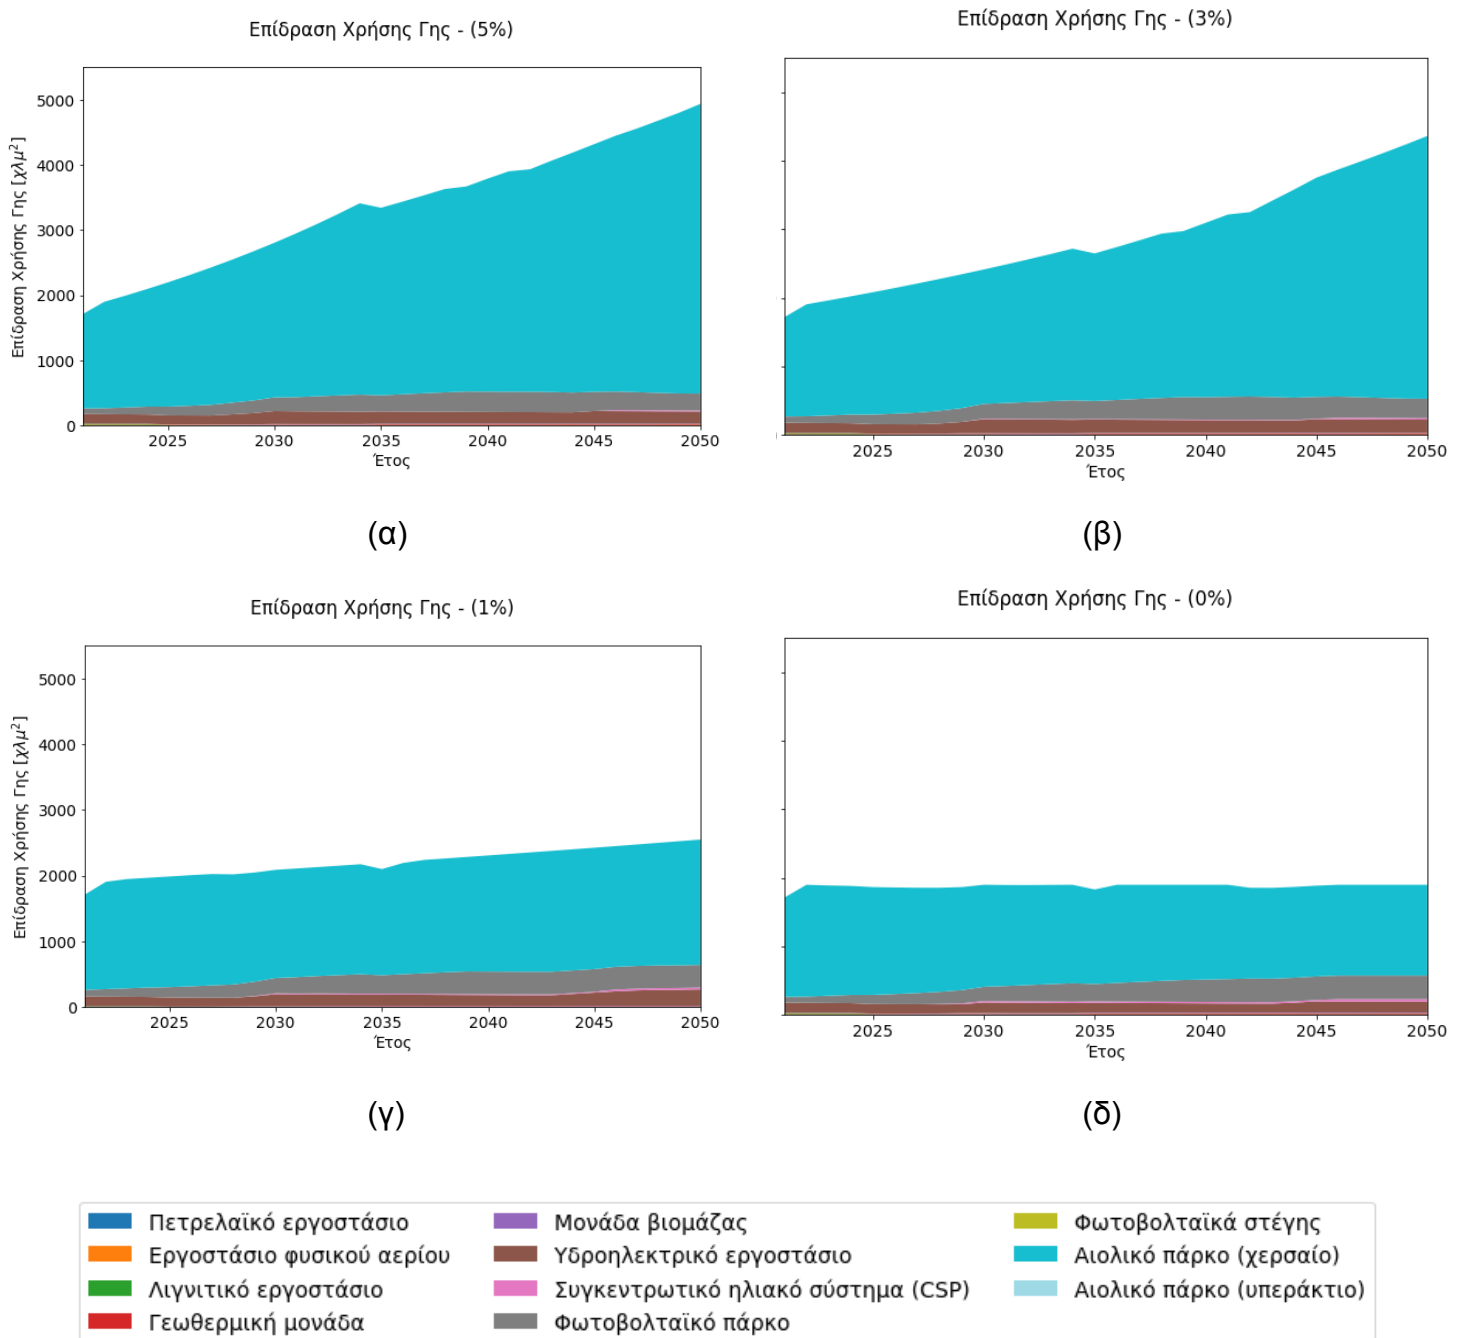 Επίδραση Χρήσης Γης - (5%)
Επίδραση Χρήσης Γης [χλμ²]
5000
4000
3000
2000
1000
0
2025 2030 2035 2040 2045 2050
Έτος
(α)
Επίδραση Χρήσης Γης - (3%)
2025 2030 2035 2040 2045 2050
Έτος
(β)
Επίδραση Χρήσης Γης - (1%)
Επίδραση Χρήσης Γης [χλμ²]
5000
4000
3000
2000
1000
0
2025 2030 2035 2040 2045 2050
Έτος
(γ)
Επίδραση Χρήσης Γης - (0%)
2025 2030 2035 2040 2045 2050
Έτος
(δ)
Πετρελαϊκό εργοστάσιο
Εργοστάσιο φυσικού αερίου
Λιγνιτικό εργοστάσιο
Γεωθερμική μονάδα
Μονάδα βιομάζας
Υδροηλεκτρικό εργοστάσιο
Συγκεντρωτικό ηλιακό σύστημα (CSP)
Φωτοβολταϊκό πάρκο
Φωτοβολταϊκά στέγης
Αιολικό πάρκο (χερσαίο)
Αιολικό πάρκο (υπεράκτιο)